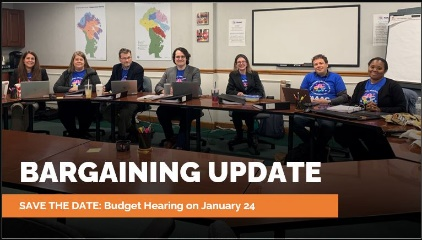 BARGAINING UPDATE
SAVE THE DATE: Budget Hearing on January 24